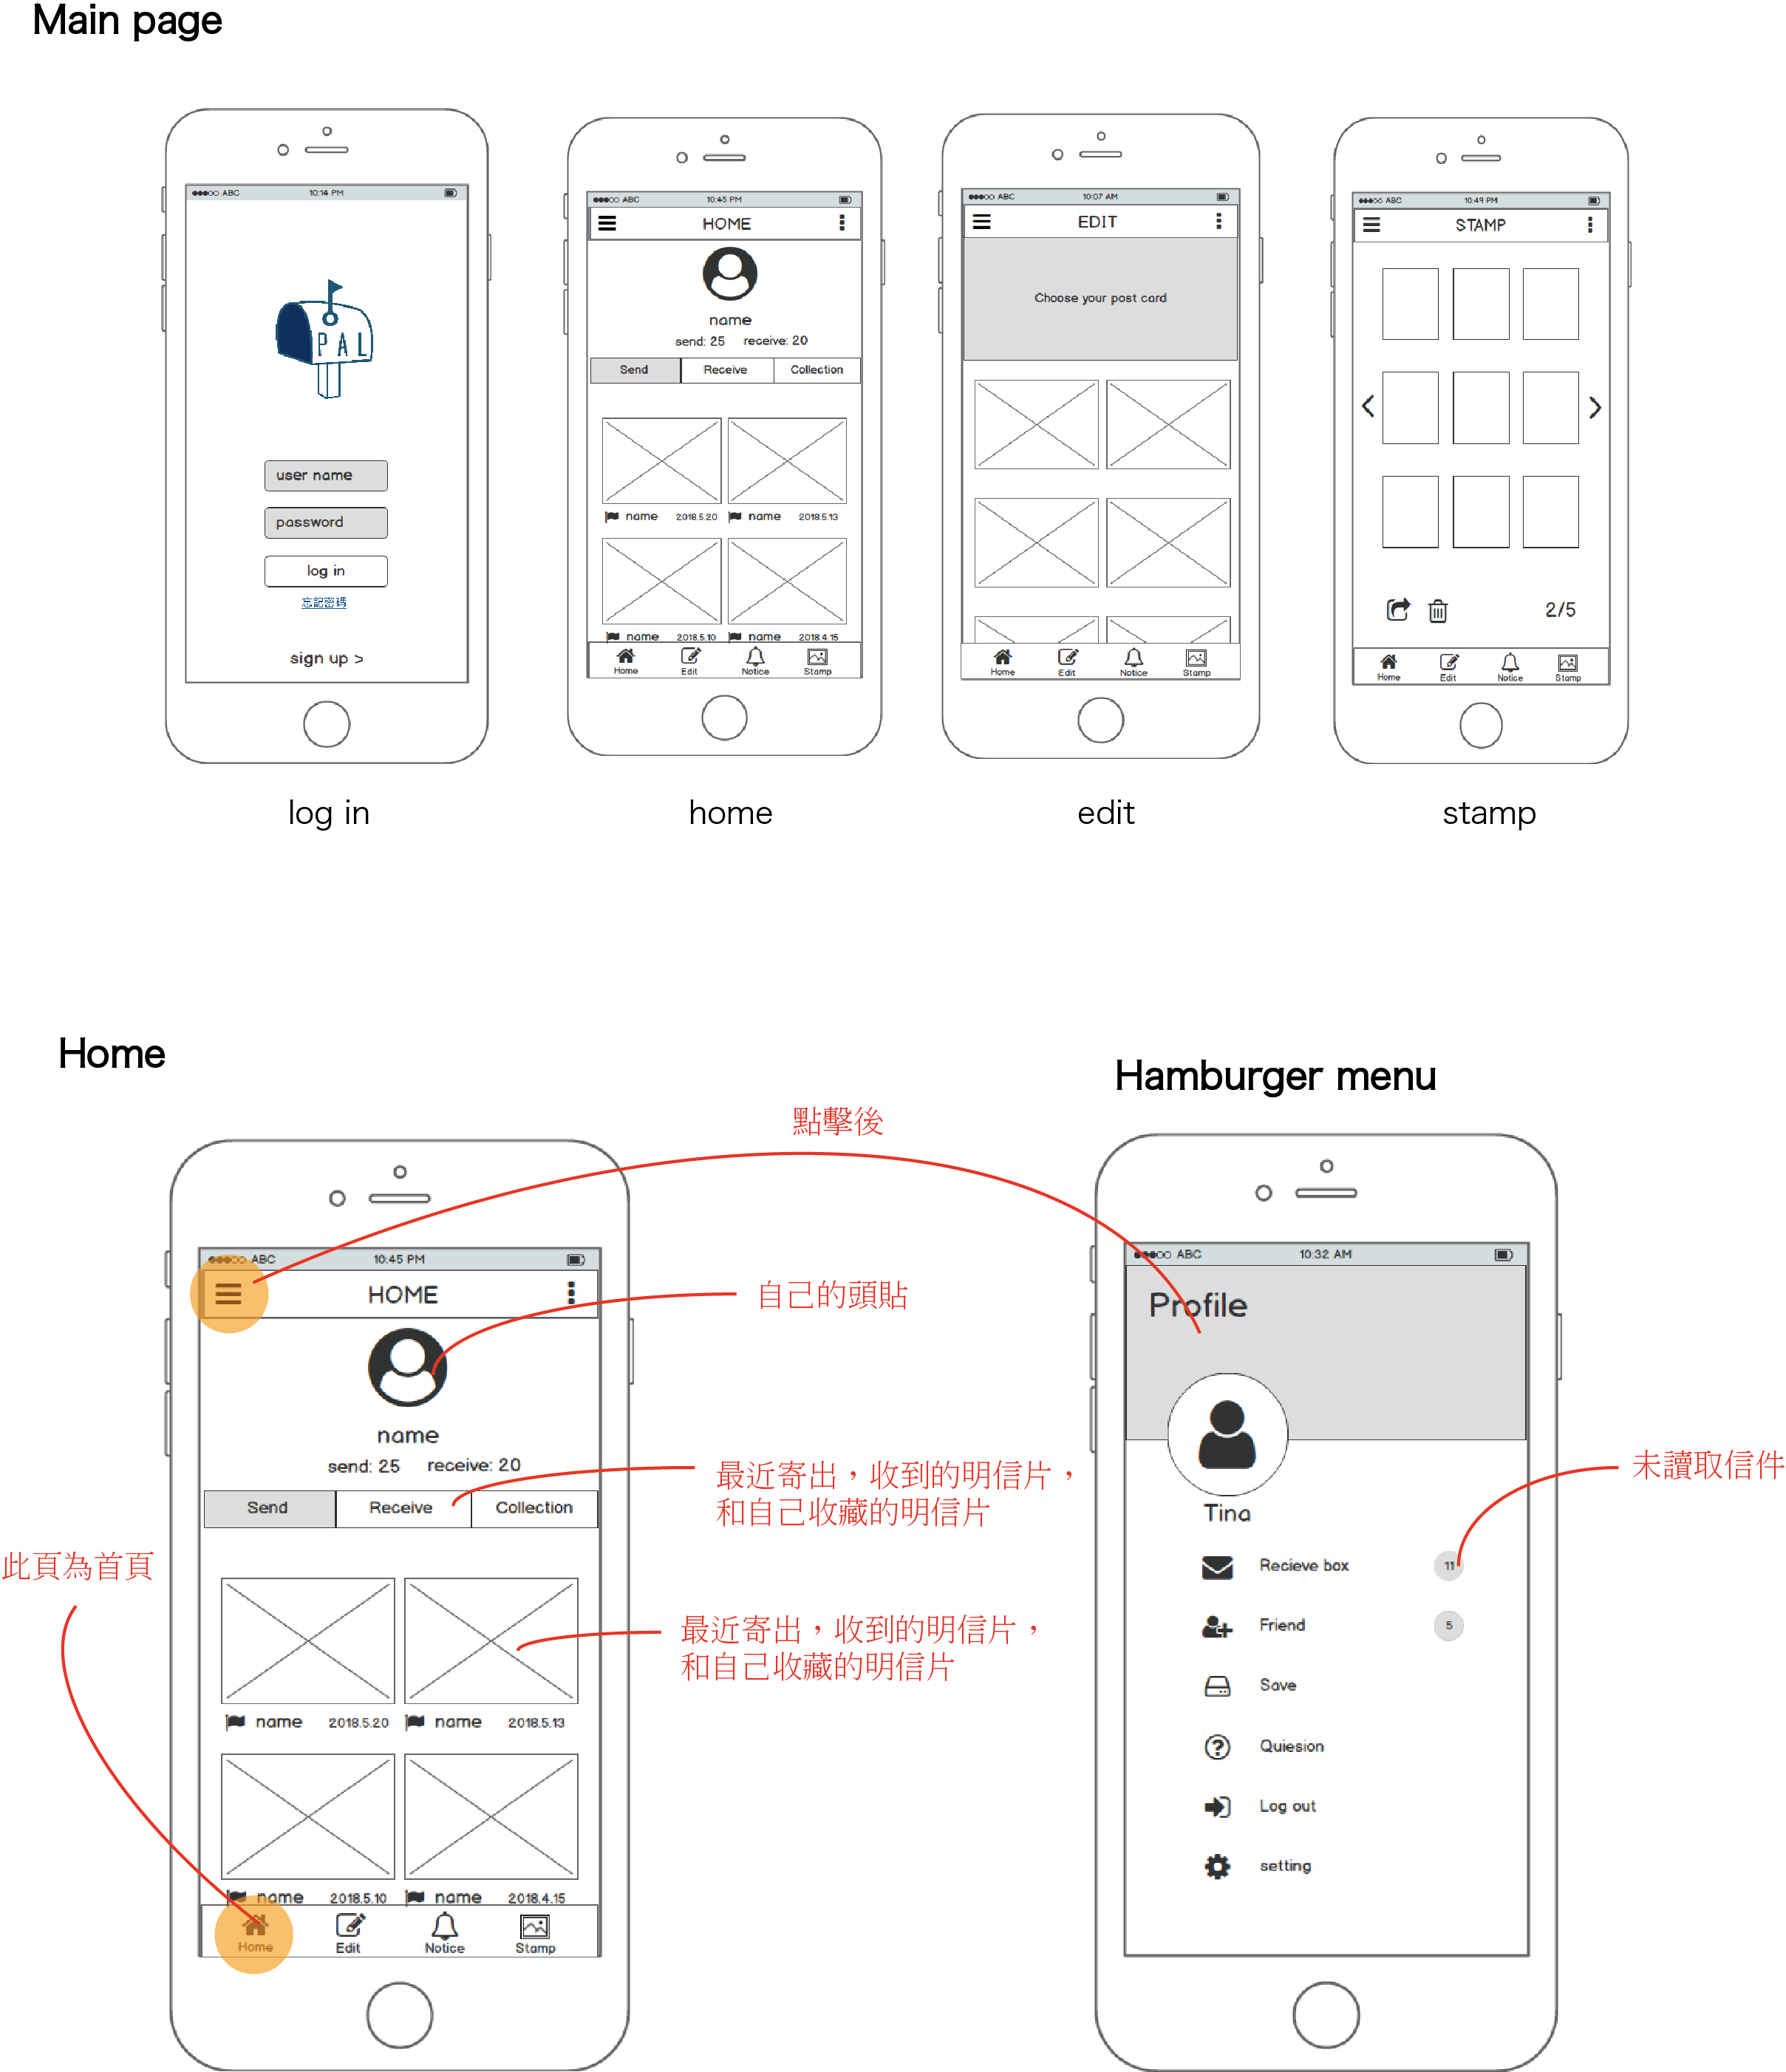 Main page
ABC 10:14 PM
PAL
user name
password
log in
忘記密碼
sign up >
log in
ABC 10:45 PM
HOME
name
send: 25 receive: 20
Send Receive Collection
name 2018.5.20 name 2018.5.13
name 2018.5.10 name 2018.4.15
Home Edit Notice Stamp
home
ABC 10:07 AM
EDIT
Choose your post card
Home Edit Notice Stamp
edit
ABC 10:49 PM
STAMP
2/5
Home Edit Notice Stamp
stamp
Home
點擊後
ABC 10:45 PM
HOME
自己的頭貼
name
send: 25 receive: 20
最近寄出，收到的明信片，
和自己收藏的明信片
Send Receive Collection
此頁為首頁
最近寄出，收到的明信片，
和自己收藏的明信片
name 2018.5.20 name 2018.5.13
name 2018.5.10 name 2018.4.15
Home Edit Notice Stamp
Hamburger menu
ABC 10:32 AM
Profile
Tina
未讀取信件
Recieve box 11
Friend 5
Save
Quiesion
Log out
setting